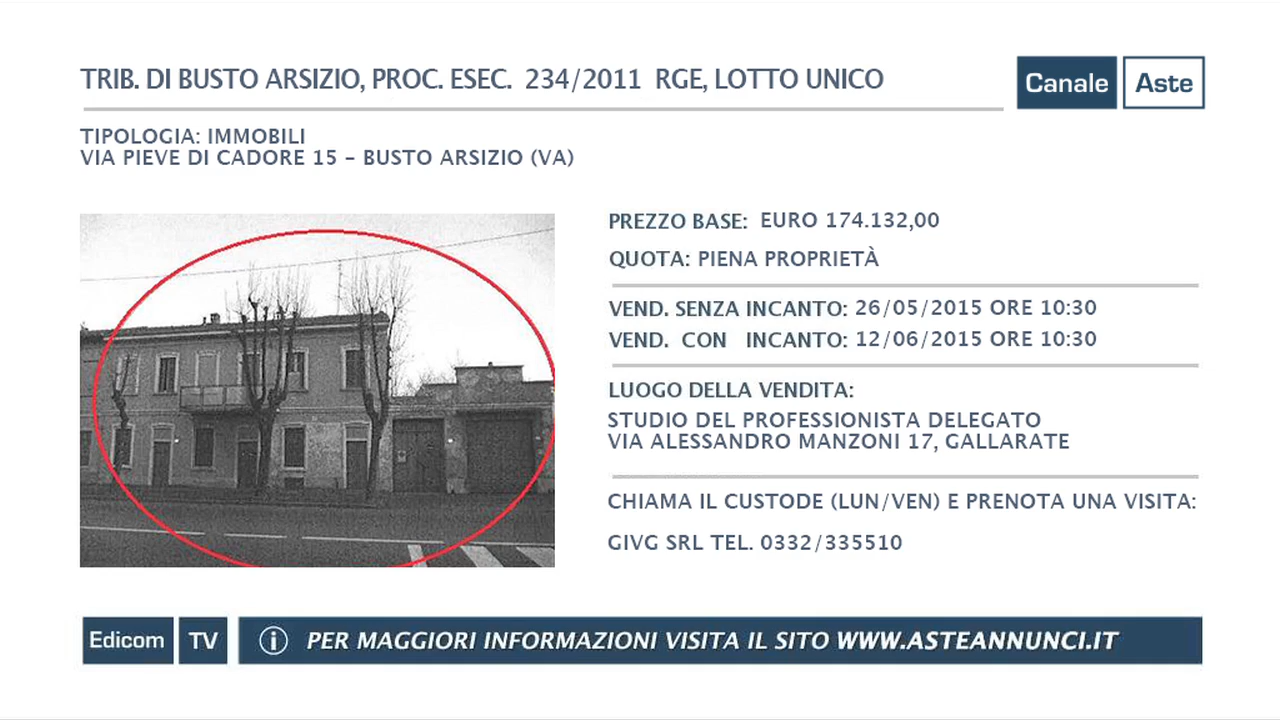 TRIB. DI BUSTO ARSIZIO, PROC. ESEC. 234/2011 RGE, LOTTO UNICO
Canale Aste
TIPOLOGIA: IMMOBILI
VIA PIEVE DI CADORE 15 – BUSTO ARSIZIO (VA)
PREZZO BASE: EURO 174.132,00
QUOTA: PIENA PROPRIETÀ
VEND. SENZA INCANTO: 26/05/2015 ORE 10:30
VEND. CON INCANTO: 12/06/2015 ORE 10:30
LUOGO DELLA VENDITA:
STUDIO DEL PROFESSIONISTA DELEGATO
VIA ALESSANDRO MANZONI 17, GALLARATE
CHIAMA IL CUSTODE (LUN/VEN) E PRENOTA UNA VISITA:
GIVG SRL TEL. 0332/335510
Edicom TV
PER MAGGIORI INFORMAZIONI VISITA IL SITO WWW.ASTEANNUNCI.IT